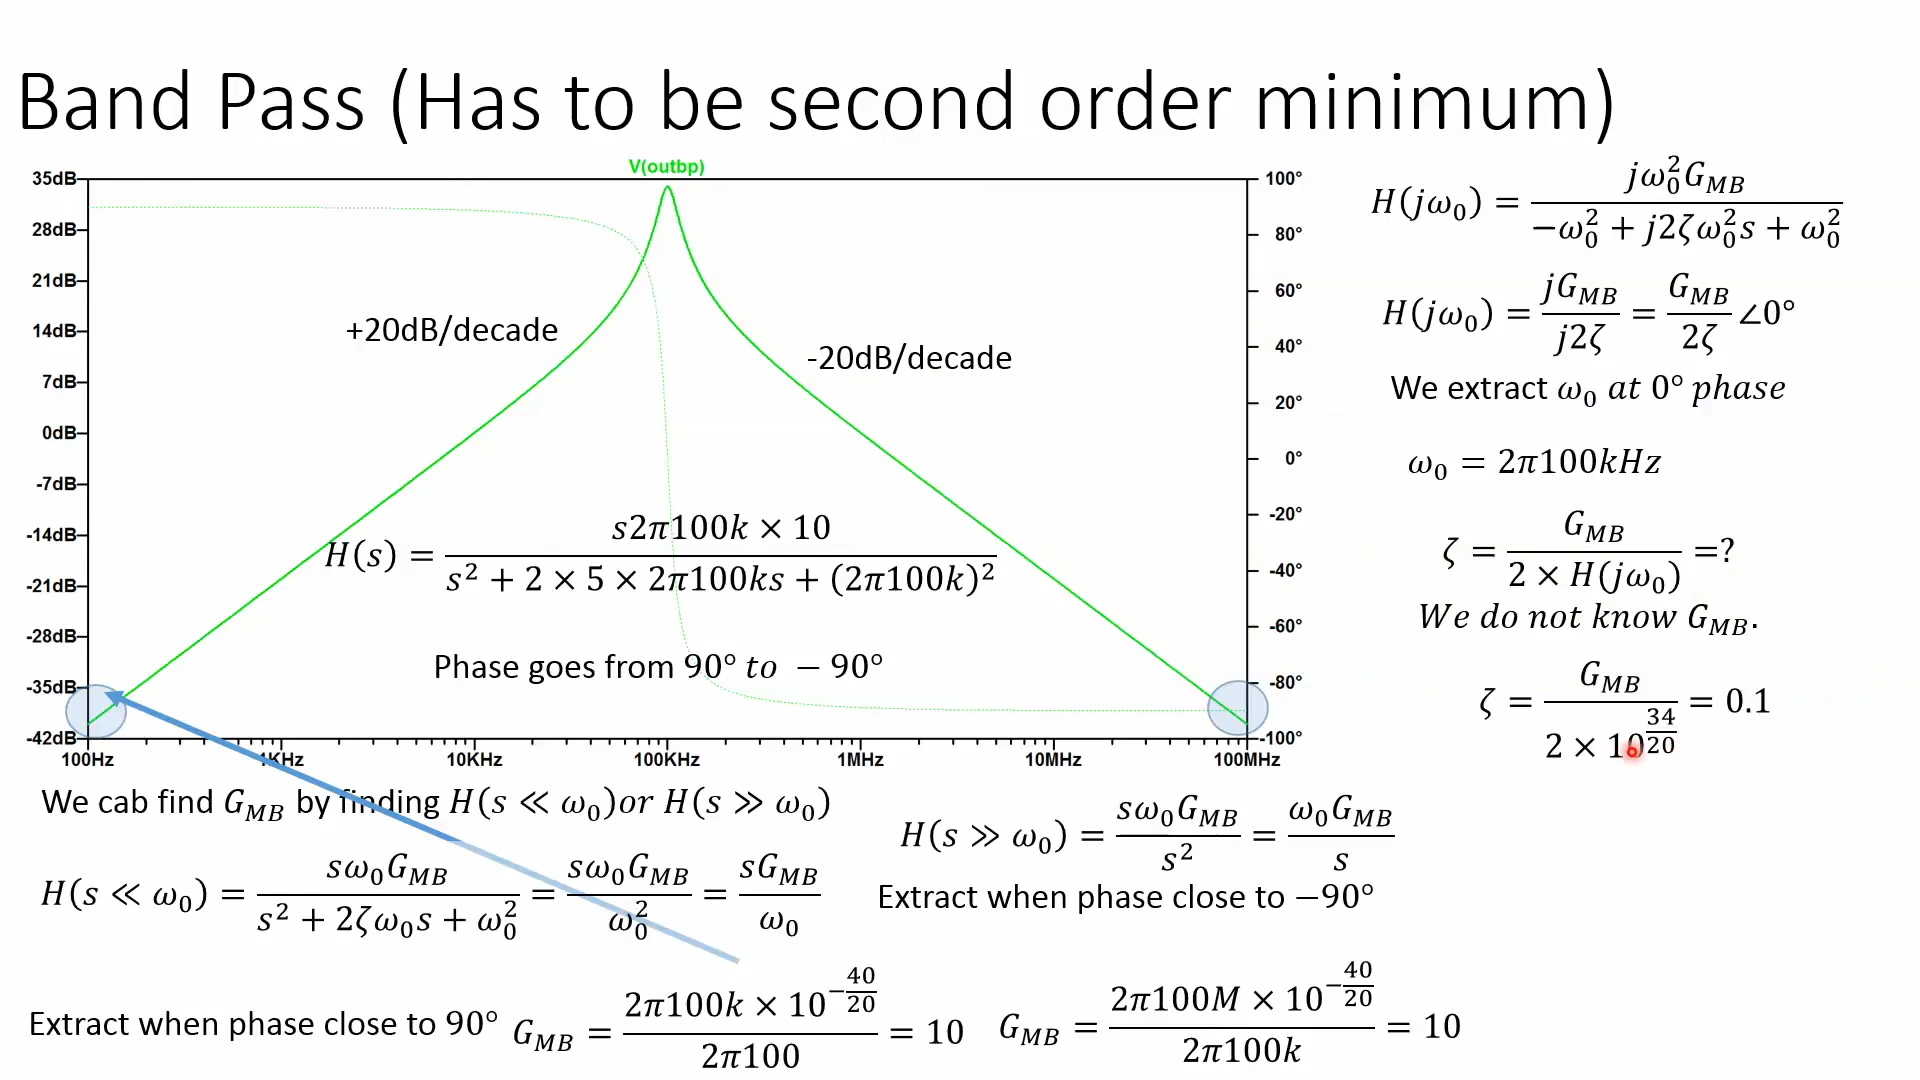 Band Pass (Has to be second order minimum)
V(outbp)
35dB
28dB
21dB
14dB
7dB
0dB
-7dB
-14dB
-21dB
-28dB
-35dB
-42dB
100°
80°
60°
40°
20°
0°
-20°
-40°
-60°
-80°
-100°
100Hz 1KHz 10KHz 100KHz 1MHz 10MHz 100MHz
+20dB/decade
-20dB/decade
H(s) = (s2π100k × 10) / (s² + 2 × 5 × 2π100ks + (2π100k)²)
Phase goes from 90° to − 90°
H(jω₀) = (jω₀²G_MB) / (−ω₀² + j2ζω₀²s + ω₀²)
H(jω₀) = jG_MB / j2ζ = G_MB / 2ζ ∠0°
We extract ω₀ at 0° phase
ω₀ = 2π100kHz
ζ = G_MB / (2 × H(jω₀)) =?
We do not know G_MB.
ζ = G_MB / (2 × 10^(34/20)) = 0.1
We cab find G_MB by finding H(s ≪ ω₀)or H(s ≫ ω₀)
H(s ≪ ω₀) = sω₀G_MB / (s² + 2ζω₀s + ω₀²) = sω₀G_MB / ω₀² = sG_MB / ω₀
H(s ≫ ω₀) = sω₀G_MB / s² = ω₀G_MB / s
Extract when phase close to −90°
Extract when phase close to 90° G_MB = (2π100k × 10^(−40/20)) / 2π100 = 10
G_MB = (2π100M × 10^(−40/20)) / 2π100k = 10